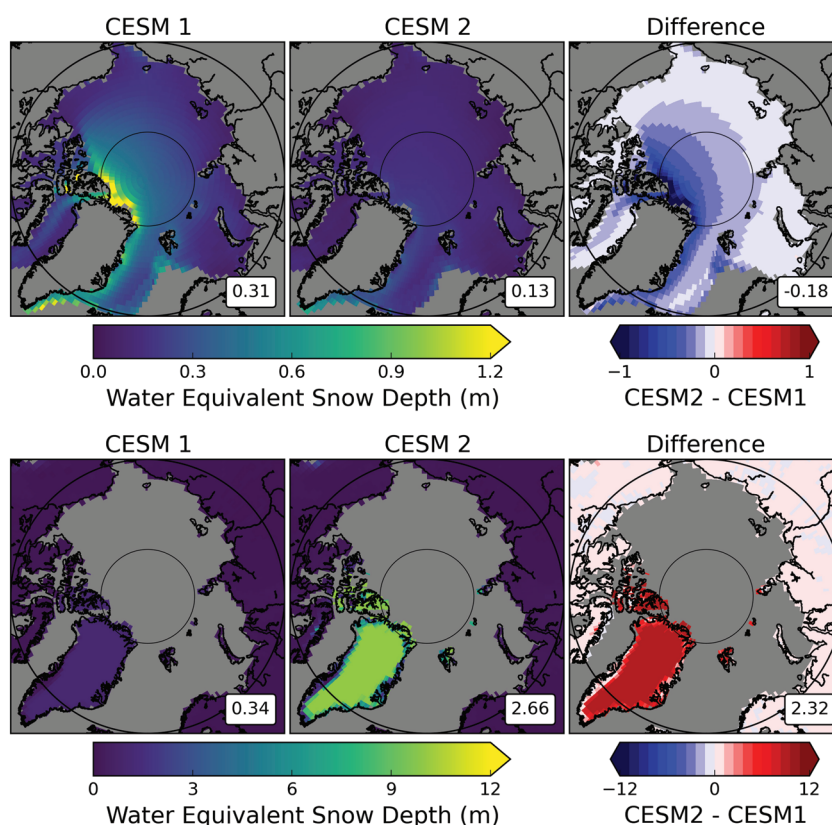 CESM 1 CESM 2 Difference
0.31 0.13 -0.18
0.0 0.3 0.6 0.9 1.2 −1 0 1
Water Equivalent Snow Depth (m) CESM2 - CESM1
CESM 1 CESM 2 Difference
0.34 2.66 2.32
0 3 6 9 12 −12 0 12
Water Equivalent Snow Depth (m) CESM2 - CESM1